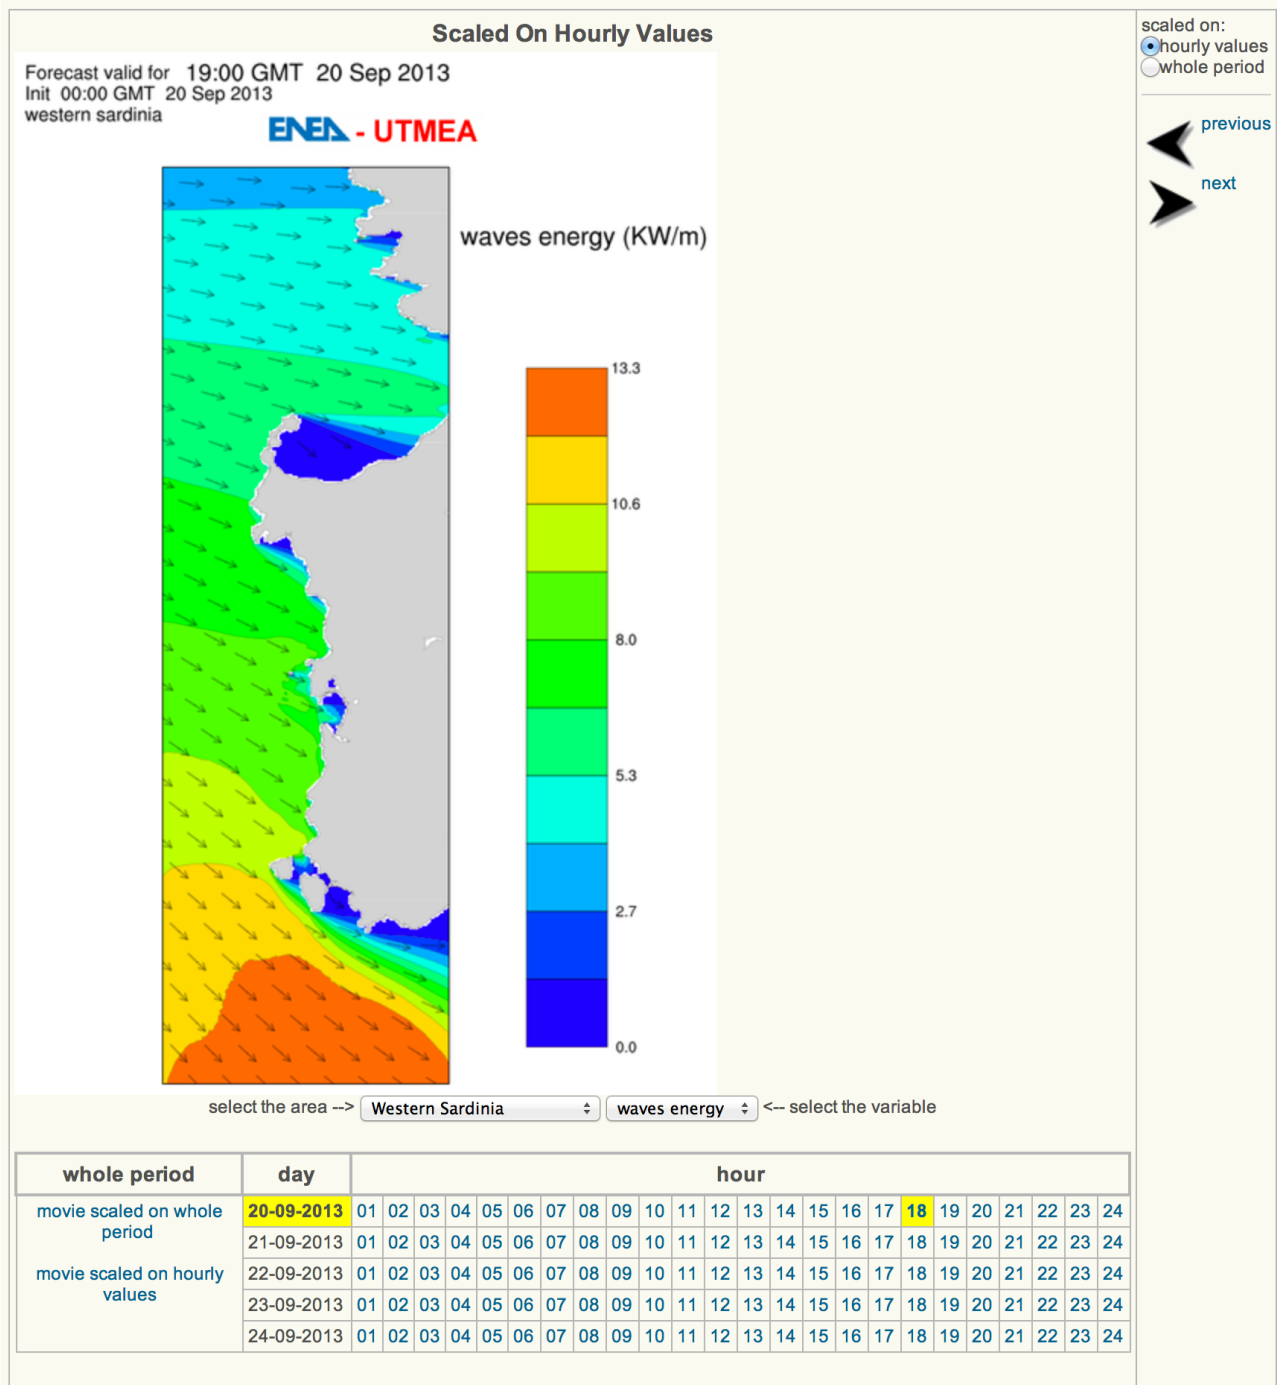 Scaled On Hourly Values
Forecast valid for 19:00 GMT 20 Sep 2013
Init 00:00 GMT 20 Sep 2013
western sardinia
ENEA - UTMEA
waves energy (KW/m)
13.3
10.6
8.0
5.3
2.7
0.0
select the area --> Western Sardinia waves energy <-- select the variable
scaled on:
hourly values
whole period
previous
next
whole period day hour
movie scaled on whole period
movie scaled on hourly values
20-09-2013 01 02 03 04 05 06 07 08 09 10 11 12 13 14 15 16 17 18 19 20 21 22 23 24
21-09-2013 01 02 03 04 05 06 07 08 09 10 11 12 13 14 15 16 17 18 19 20 21 22 23 24
22-09-2013 01 02 03 04 05 06 07 08 09 10 11 12 13 14 15 16 17 18 19 20 21 22 23 24
23-09-2013 01 02 03 04 05 06 07 08 09 10 11 12 13 14 15 16 17 18 19 20 21 22 23 24
24-09-2013 01 02 03 04 05 06 07 08 09 10 11 12 13 14 15 16 17 18 19 20 21 22 23 24